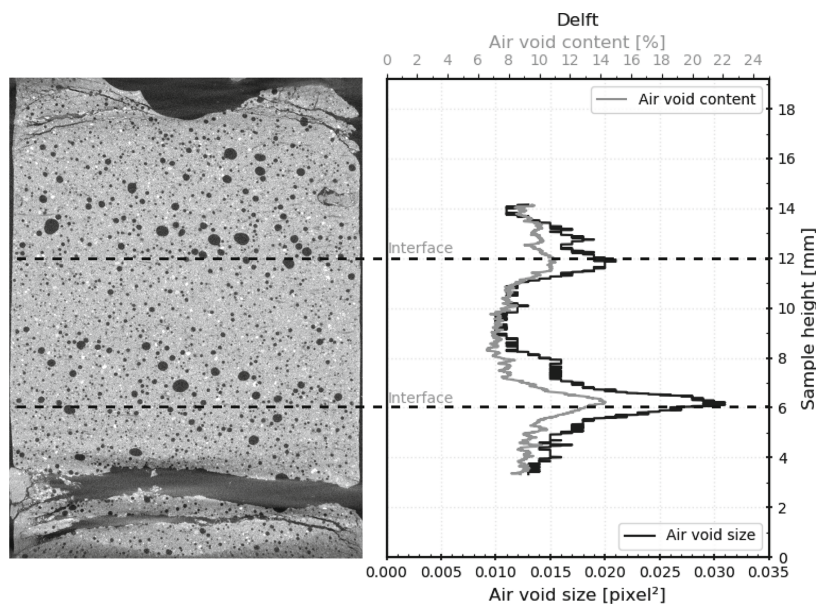 Delft
Air void content [%]
0 2 4 6 7 8 10 12 14 16 18 20 22 24
Air void content
18
16
14
Interface
12
10
8
Interface
6
4
2
Air void size
0
Sample height [mm]
0.000 0.005 0.010 0.015 0.020 0.025 0.030 0.035
Air void size [pixel²]